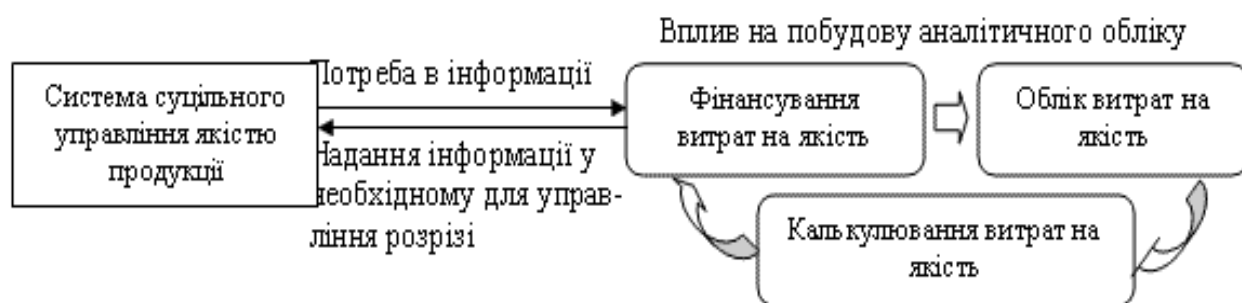 Вплив на побудову аналітичного обліку
Система суцільного
управління якістю
продукції
Потреба в інформації
Надання інформації у
необхідному для управ-
ління розрізі
Фінансування
витрат на якість
Облік витрат на
якість
Калькулювання витрат на
якість